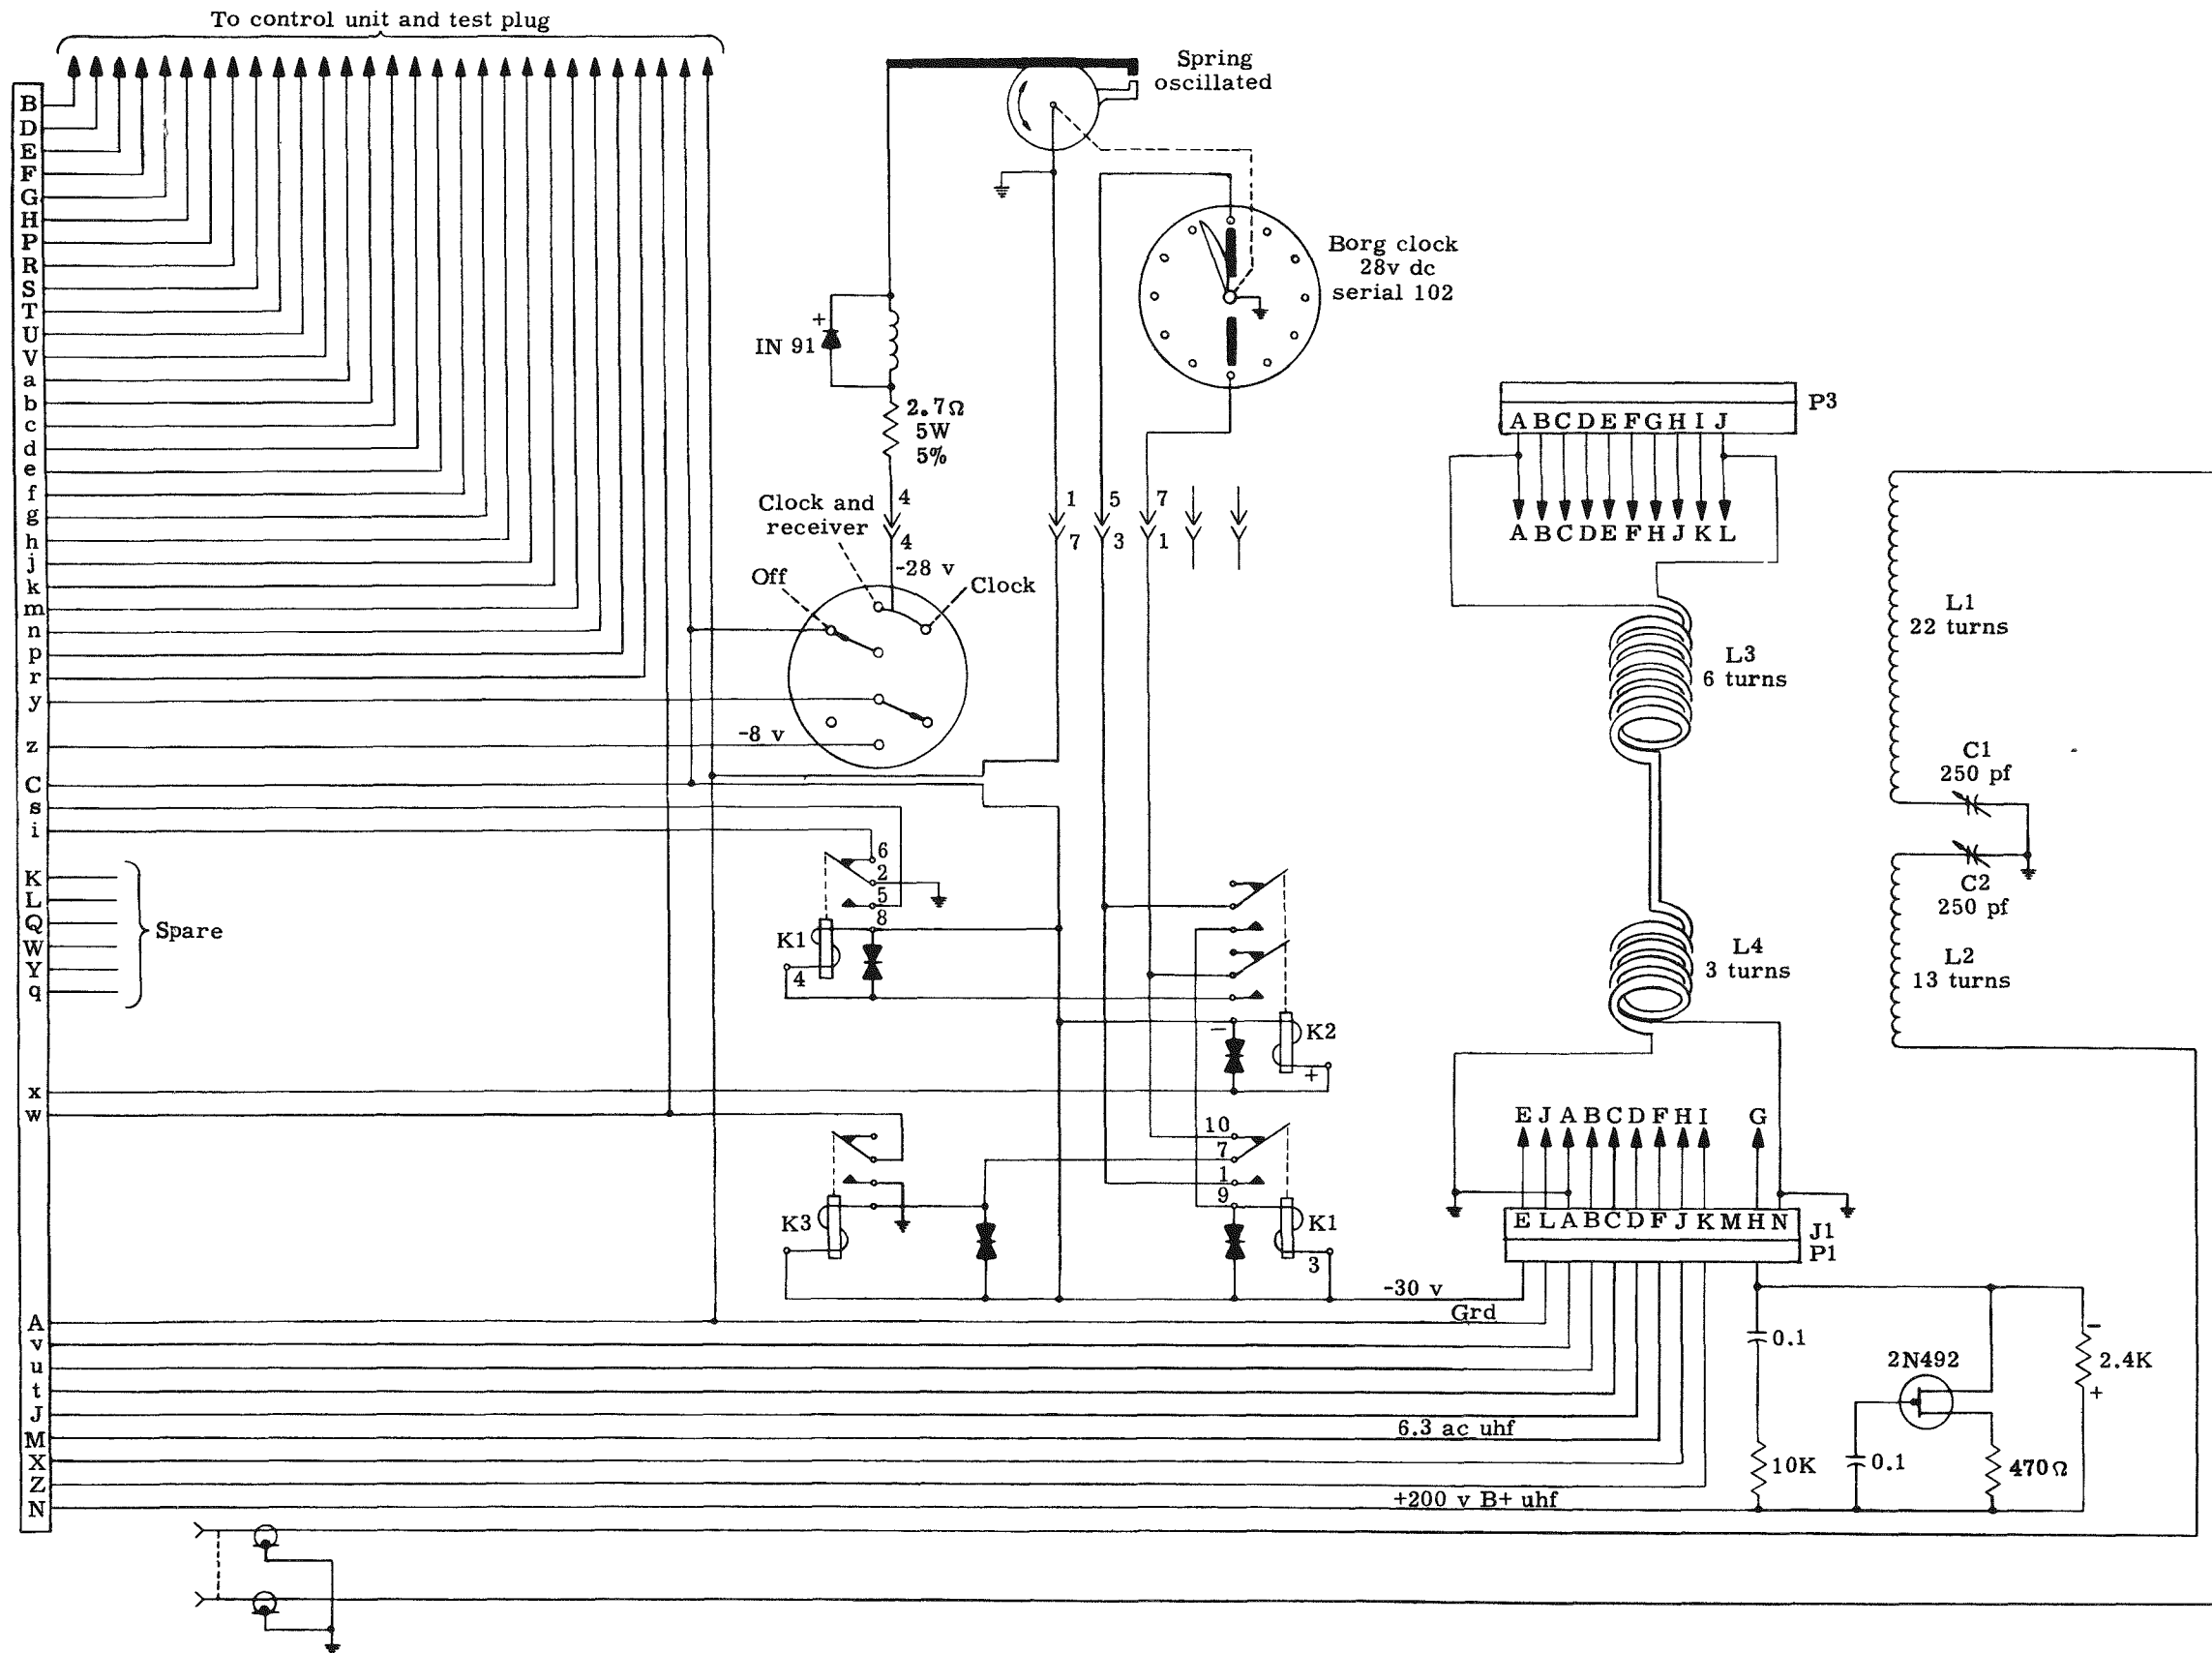 To control unit and test plug
B
D
E
F
G
H
P
R
S
T
U
V
a
b
c
d
e
f
g
h
j
k
m
n
p
r
y
z
C
s
i
K
L
Q
W
Y
q
Spare
x
w
A
v
u
t
J
M
X
Z
N
Spring
oscillated
Borg clock
28v dc
serial 102
+
IN 91
2.7Ω
5W
5%
Clock and
receiver
4
4
1
7
5
3
7
1
-28 v
Off
Clock
-8 v
6
2
5
8
K1
4
-
K2
+
10
7
1
9
K3
K1
3
-30 v
Grd
6.3 ac uhf
+200 v B+ uhf
P3
A B C D E F G H I J
A B C D E F H J K L
L3
6 turns
L4
3 turns
L1
22 turns
C1
250 pf
C2
250 pf
L2
13 turns
E J A B C D F H I G
E L A B C D F J K M H N
J1
P1
0.1
10K
2N492
0.1
470Ω
-
2.4K
+